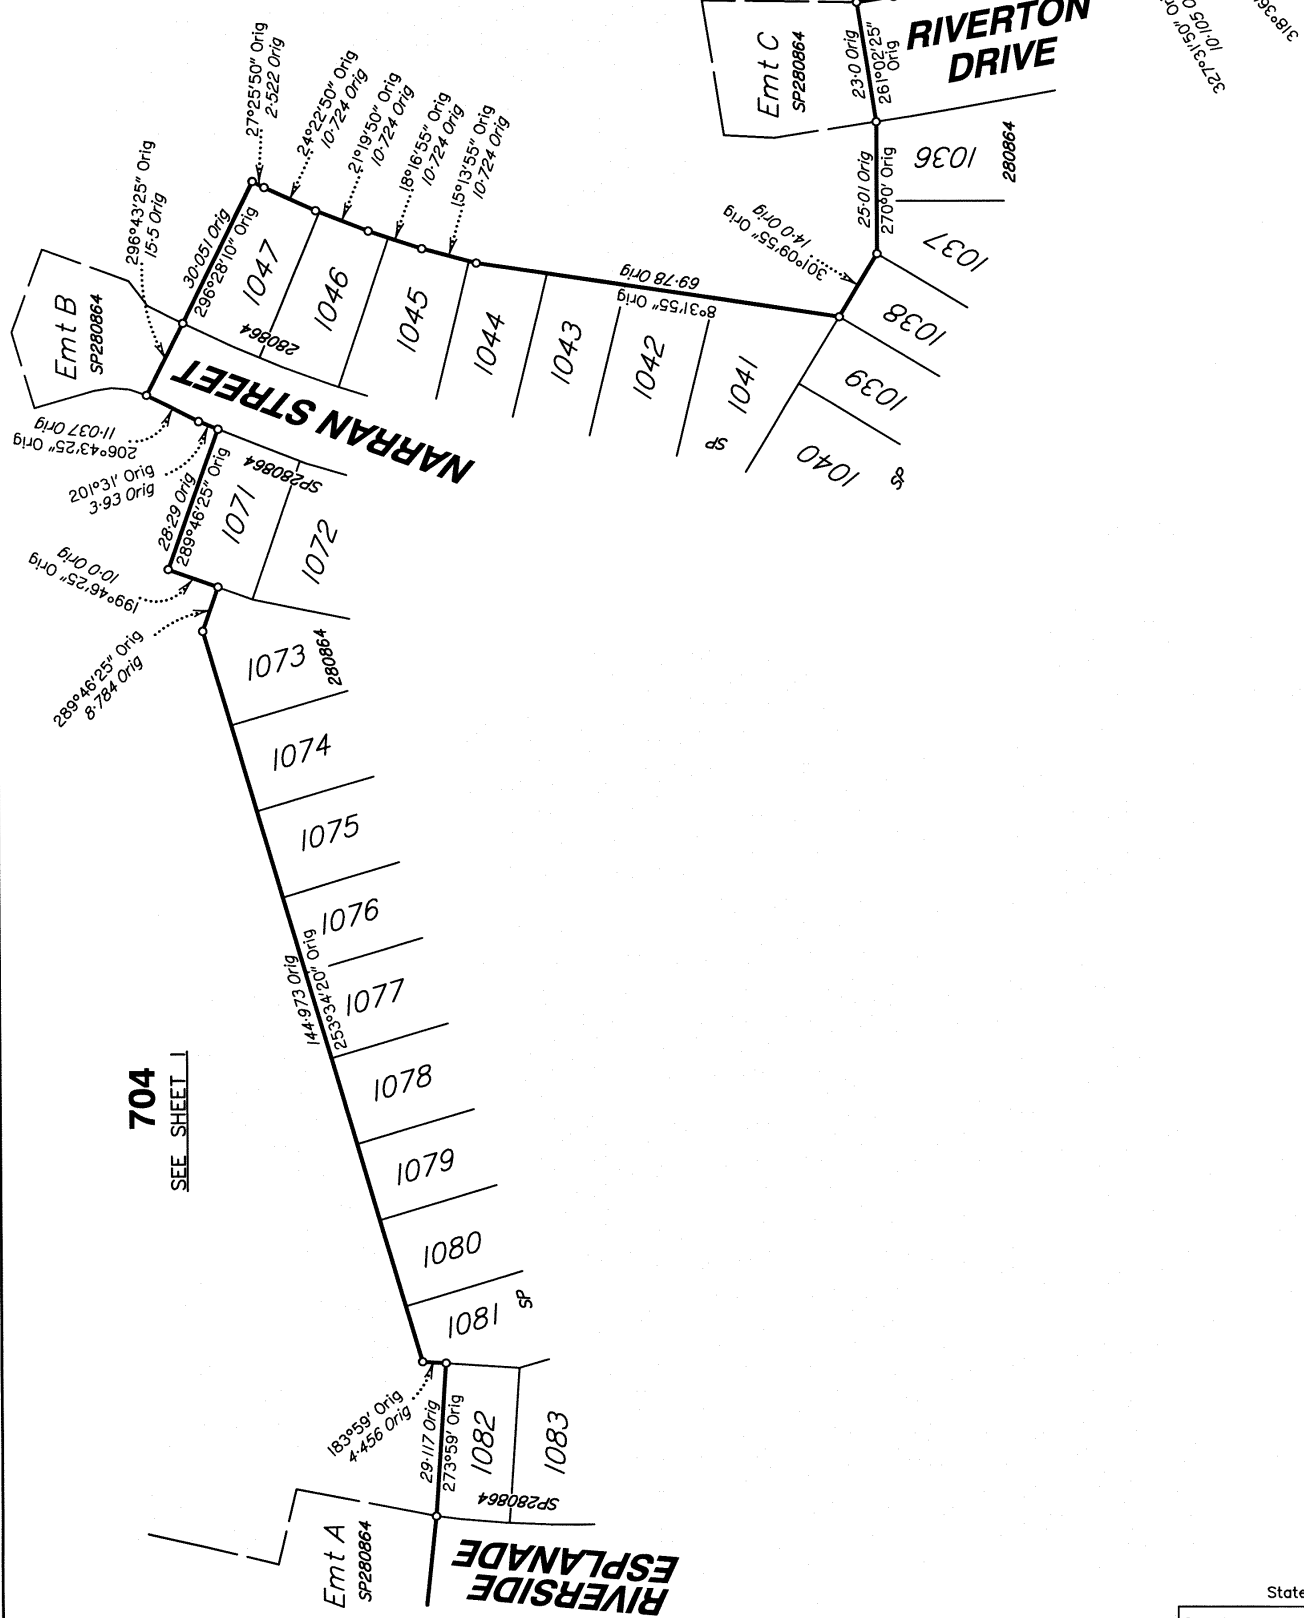 27°25'50" Orig
2·522 Orig
24°22'50" Orig
10·724 Orig
21°19'50" Orig
10·724 Orig
18°16'55" Orig
10·724 Orig
15°13'55" Orig
10·724 Orig
296°43'25" Orig
15·5 Orig
30·051 Orig
296°28'10" Orig
Emt B
SP280864
206°43'25" Orig
11·037 Orig
201°31' Orig
3·93 Orig
28·29 Orig
289°46'25" Orig
199°46'25" Orig
10·0 Orig
289°46'25" Orig
8·784 Orig
NARRAN STREET
280864
SP280864
1047
1046
1045
1044
1043
1042
1041
SP
69·78 Orig
8°31'55" Orig
1040
SP
1039
1038
1037
1036
280864
301°09'55" Orig
14·0 Orig
25·01 Orig
270°0' Orig
Emt C
SP280864
23·0 Orig
261°02'25"
Orig
RIVERTON
DRIVE
327°31'50" Or
10·105 O
318°36
1071
1072
1073
280864
1074
1075
1076
1077
1078
1079
1080
1081
SP
144·973 Orig
253°34'20" Orig
704
SEE SHEET 1
183°59' Orig
4·456 Orig
29·117 Orig
273°59' Orig
1082
1083
SP280864
Emt A
SP280864
RIVERSIDE
ESPLANADE
State